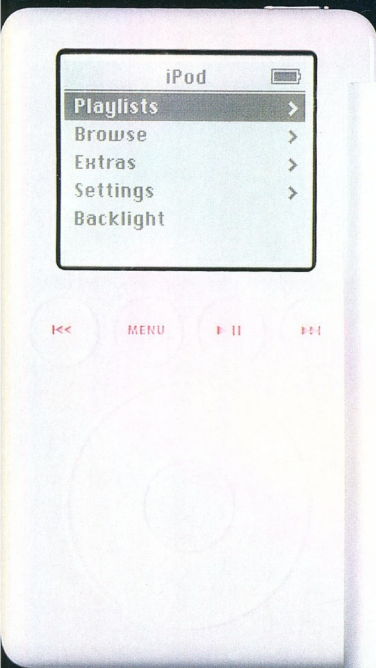 iPod
Playlists >
Browse >
Extras >
Settings >
Backlight
MENU